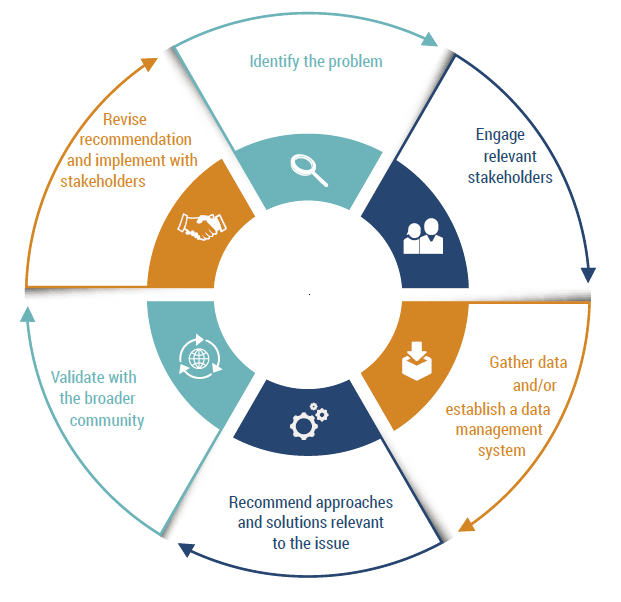 Identify the problem
Engage
relevant
stakeholders
Gather data
and/or
establish a data
management
system
Recommend approaches
and solutions relevant
to the issue
Validate with
the broader
community
Revise
recommendation
and implement with
stakeholders